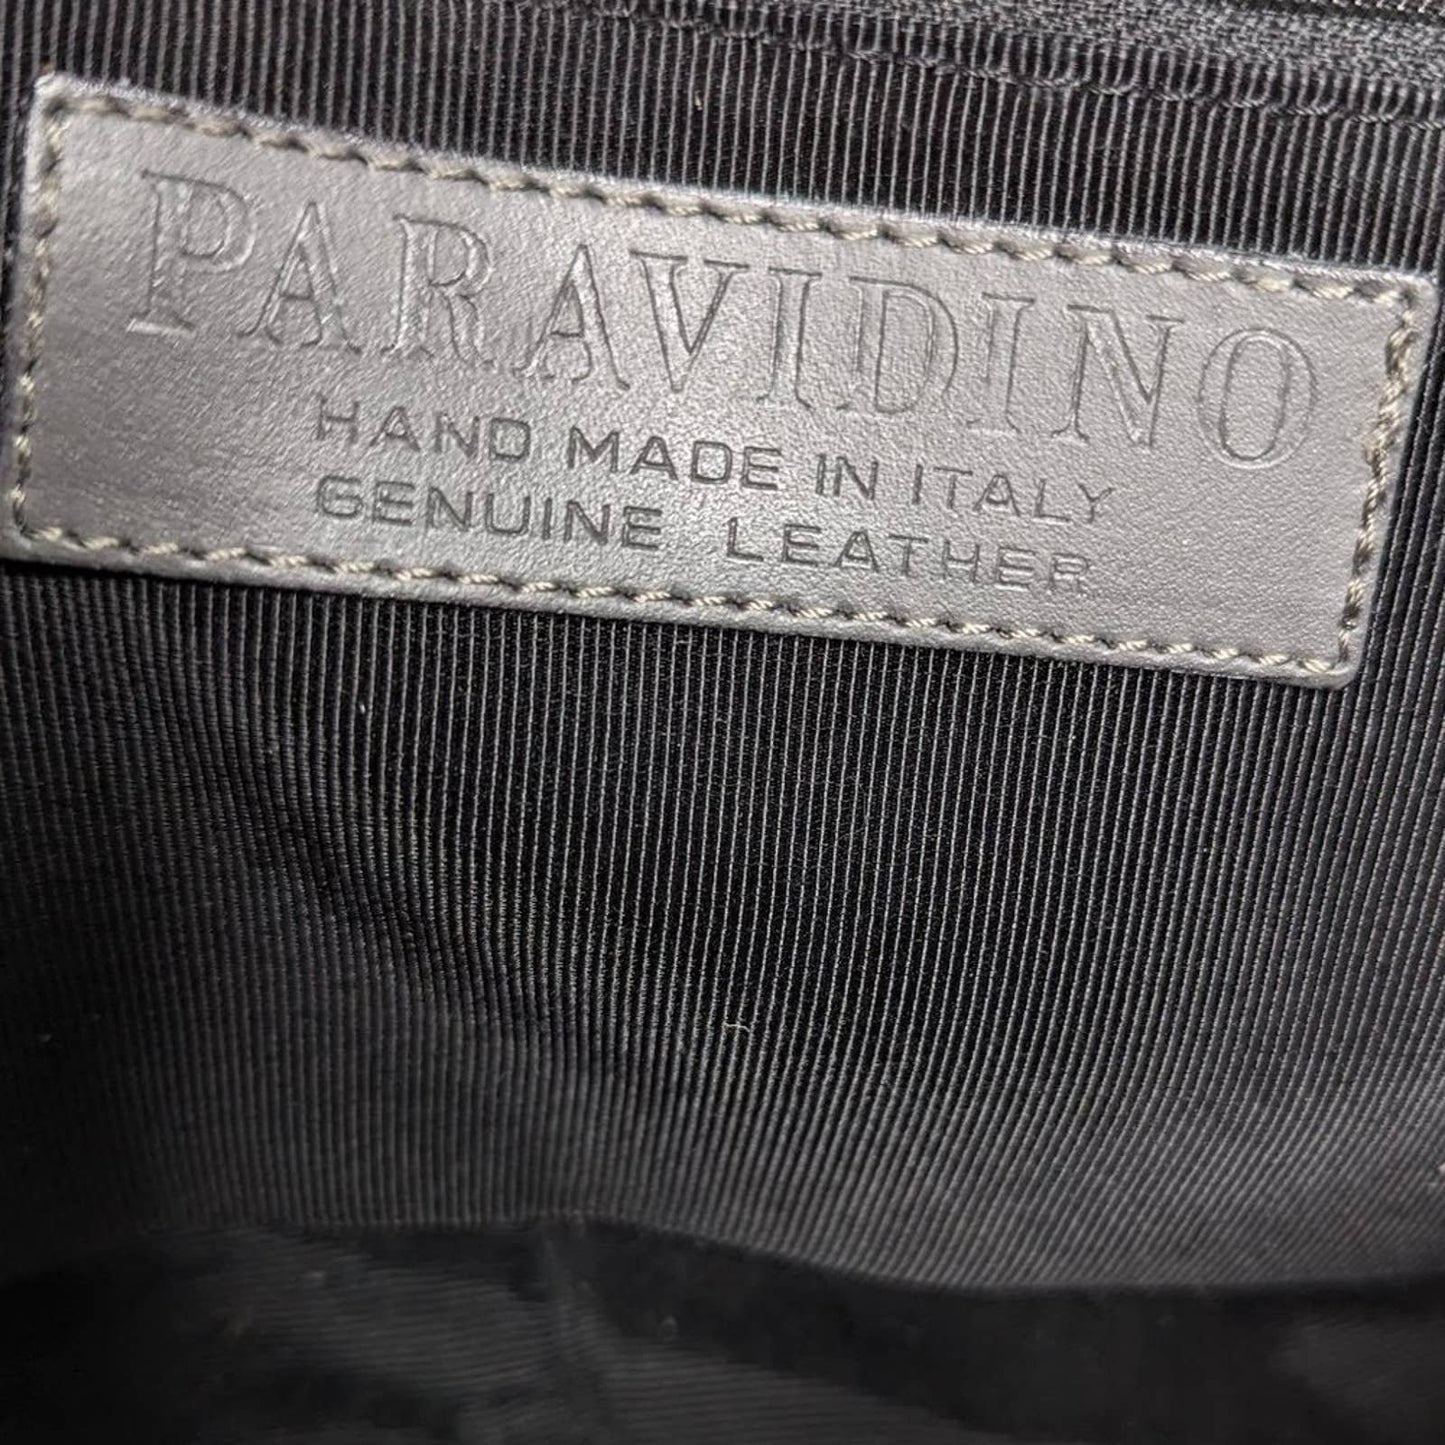 PARAVIDINO
HAND MADE IN ITALY
GENUINE LEATHER